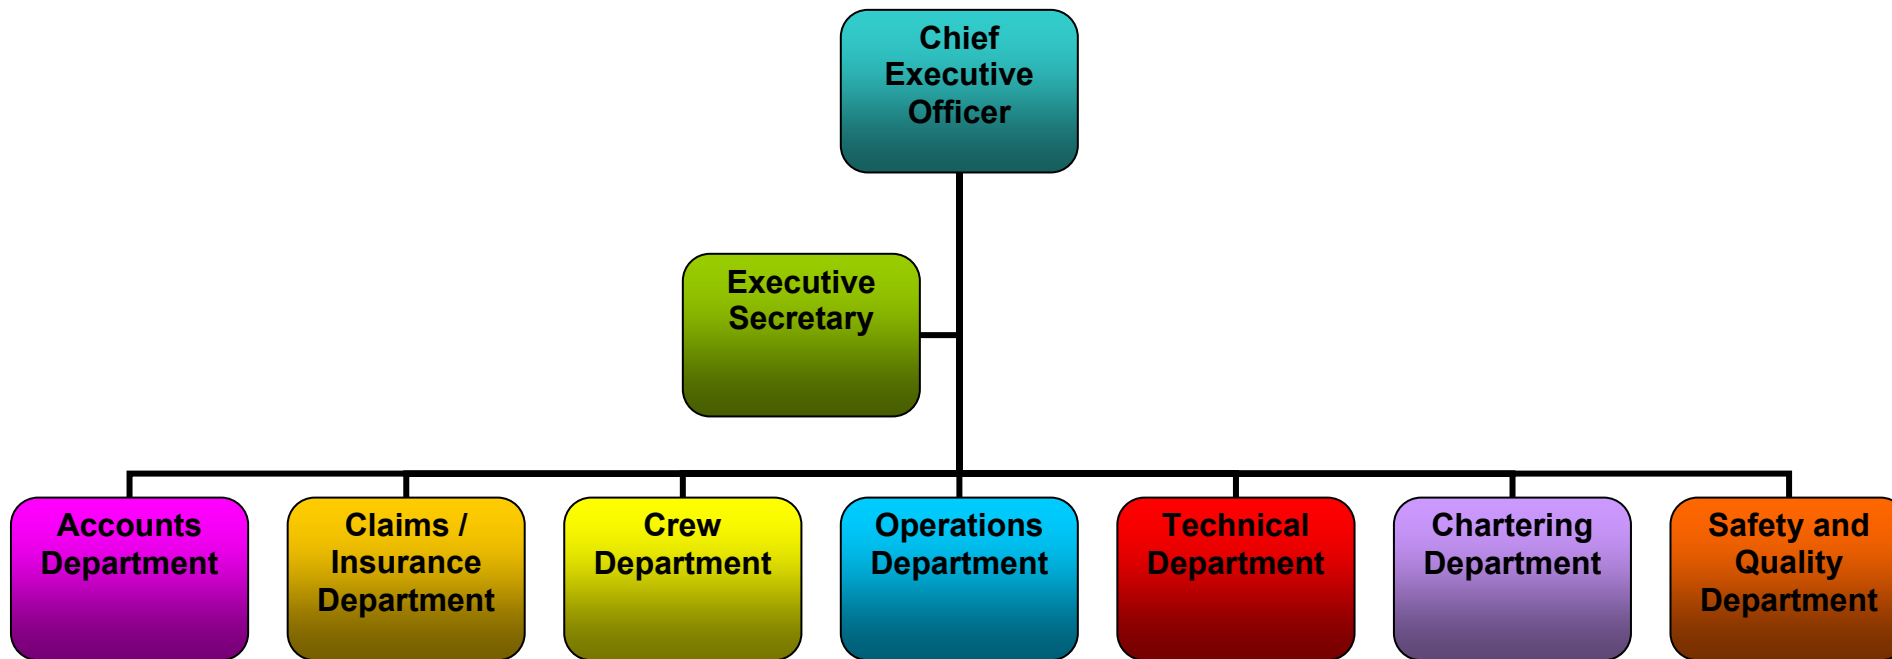 Chief
Executive
Officer
Executive
Secretary
Accounts
Department
Claims /
Insurance
Department
Crew
Department
Operations
Department
Technical
Department
Chartering
Department
Safety and
Quality
Department